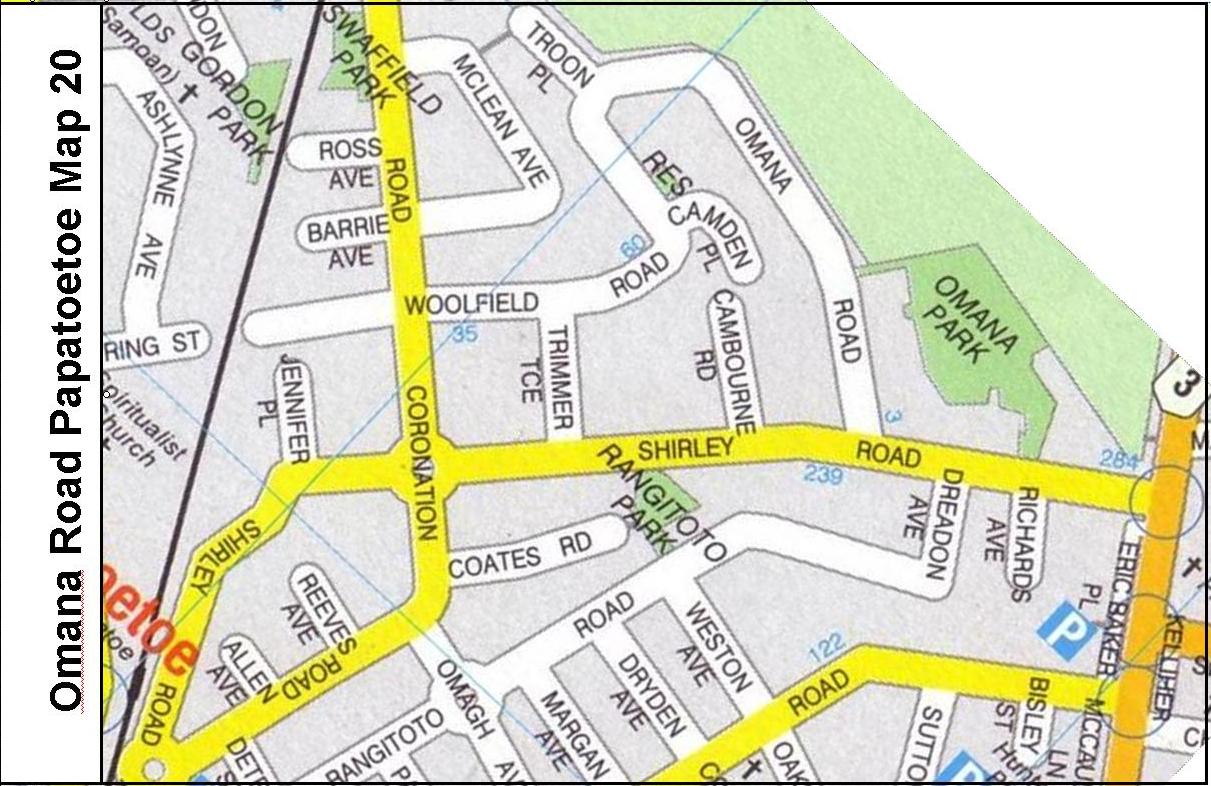 Omana Road Papatoetoe Map 20
SWAFFIELD
PARK
GORDON
PARK
Samoan)
ASHLYNNE
AVE
RING ST
Spiritualist
Church
ROSS
AVE
BARRIE
AVE
ROAD
MCLEAN AVE
TROON
PL
OMANA
ROAD
RES
CAMDEN
PL
60
WOOLFIELD
ROAD
35
JENNIFER
PL
TRIMMER
TCE
CAMBOURNE
RD
OMANA
PARK
3
3
CORONATION
SHIRLEY
ROAD
239
284
RANGITOTO
PARK
DREADON
AVE
RICHARDS
AVE
SHIRLEY
ROAD
COATES RD
ROAD
REEVES
AVE
ALLEN
AVE
ROAD
OMAGH
AV
RANGITOTO
MARGAN
AVE
DRYDEN
AVE
WESTON
AVE
122
ROAD
P
ERIC BAKER
PL
KELLIHER
BISLEY
ST
LN
SUTTO
OAK
P
Hunt
MCCAU
etoe